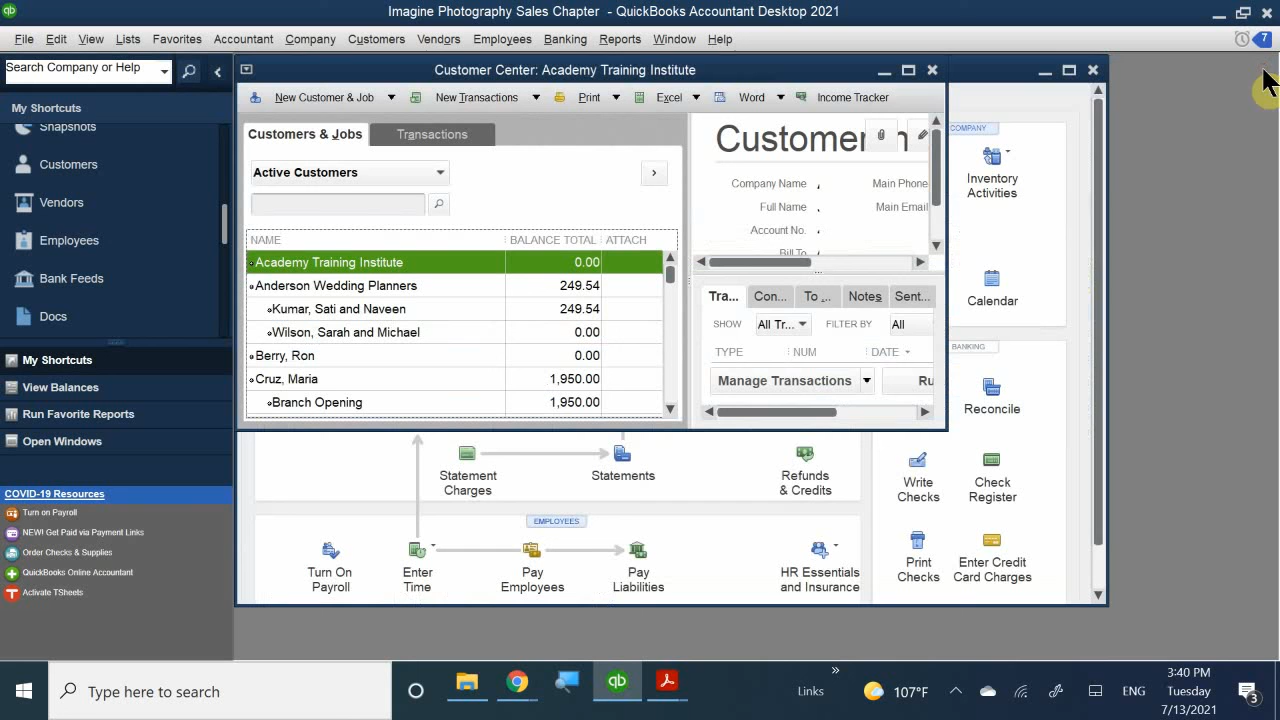 qb Imagine Photography Sales Chapter - QuickBooks Accountant Desktop 2021
File Edit View Lists Favorites Accountant Company Customers Vendors Employees Banking Reports Window Help 7
Search Company or Help
My Shortcuts
Snapshots
Customers
Vendors
Employees
Bank Feeds
Docs
My Shortcuts
View Balances
Run Favorite Reports
Open Windows
COVID-19 Resources
Turn on Payroll
NEW! Get Paid via Payment Links
Order Checks & Supplies
QuickBooks Online Accountant
Activate TSheets
Customer Center: Academy Training Institute
New Customer & Job New Transactions Print Excel Word Income Tracker
Customers & Jobs Transactions
Active Customers
NAME BALANCE TOTAL ATTACH
Academy Training Institute 0.00
Anderson Wedding Planners 249.54
Kumar, Sati and Naveen 249.54
Wilson, Sarah and Michael 0.00
Berry, Ron 0.00
Cruz, Maria 1,950.00
Branch Opening 1,950.00
Customer
Company Name Main Phone
Full Name Main Email
Account No.
Bill To
Tra... Con... To ... Notes Sent...
SHOW All Tr... FILTER BY All
TYPE NUM DATE
Manage Transactions Ru
COMPANY
Inventory
Activities
Calendar
BANKING
Reconcile
Write
Checks
Check
Register
Print
Checks
Enter Credit
Card Charges
Statement
Charges
Statements
Refunds
& Credits
EMPLOYEES
Turn On
Payroll
Enter
Time
Pay
Employees
Pay
Liabilities
HR Essentials
and Insurance
Type here to search
qb
Links
107°F
ENG
3:40 PM
Tuesday
7/13/2021
3